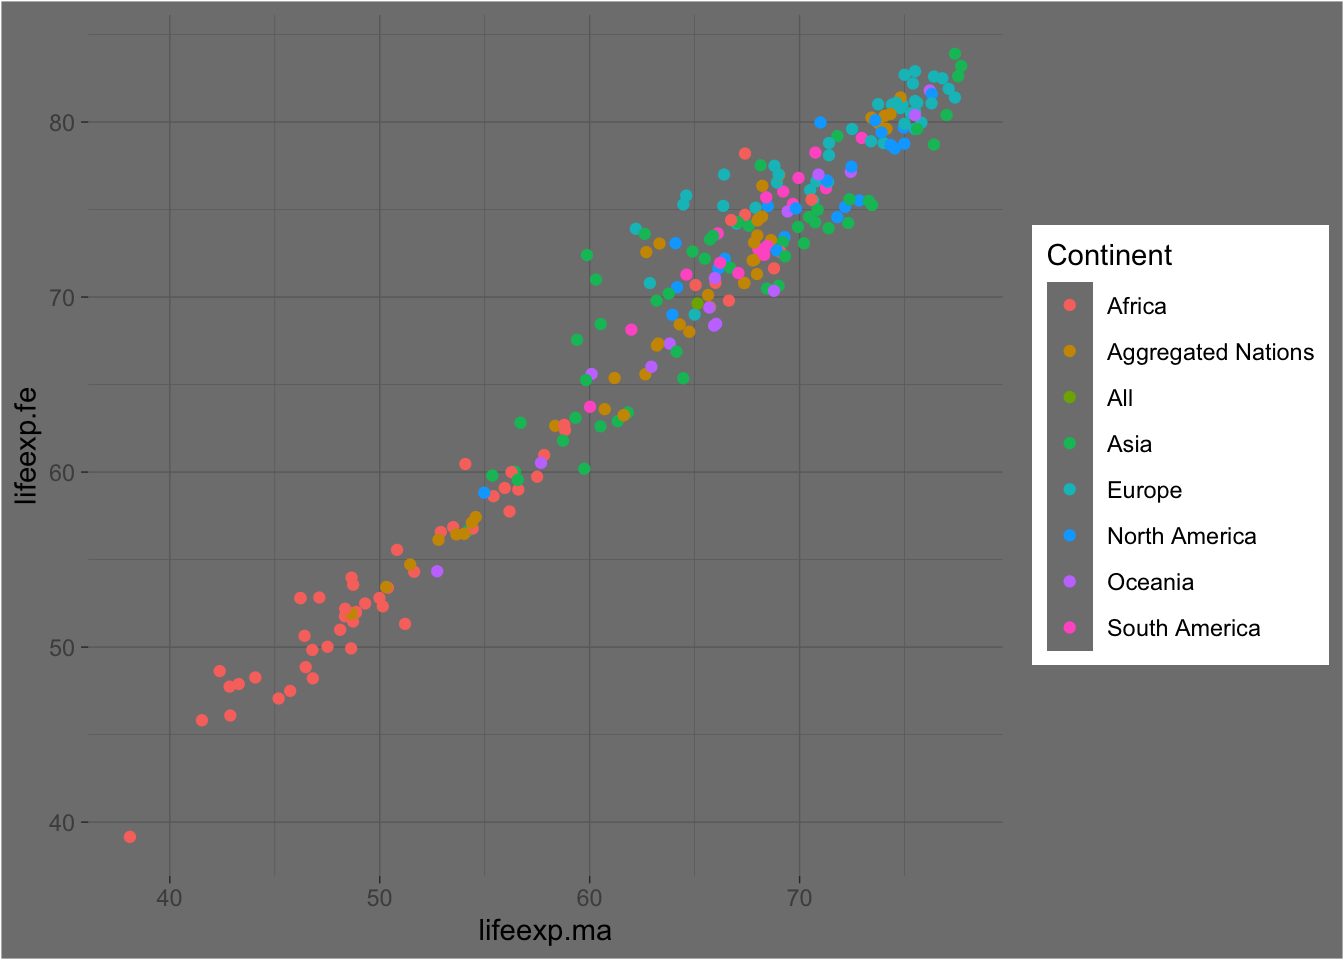 80
70
60
50
40
lifeexp.fe
40 50 60 70
lifeexp.ma
Continent
Africa
Aggregated Nations
All
Asia
Europe
North America
Oceania
South America